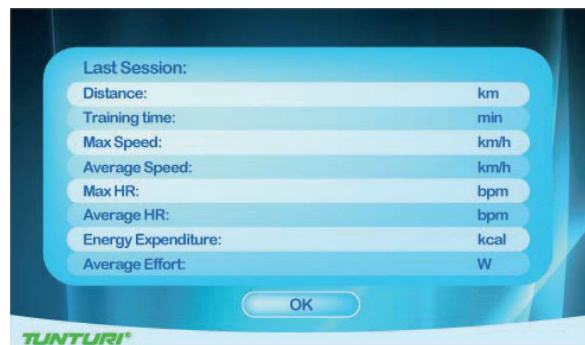 Last Session:
Distance: km
Training time: min
Max Speed: km/h
Average Speed: km/h
Max HR: bpm
Average HR: bpm
Energy Expenditure: kcal
Average Effort: W
OK
TUNTURI®